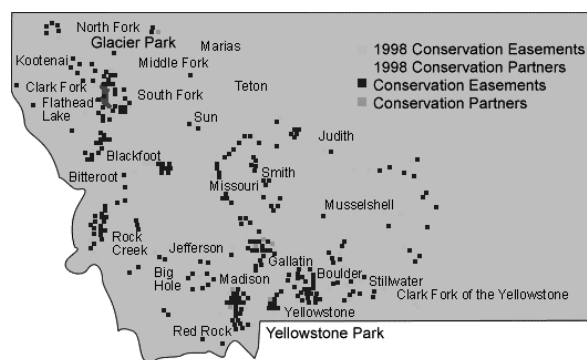 North Fork
Glacier Park
Marias
Kootenai
Middle Fork
1998 Conservation Easements
1998 Conservation Partners
Conservation Easements
Conservation Partners
Clark Fork
Flathead
Lake
South Fork
Teton
Sun
Judith
Blackfoot
Bitteroot
Smith
Missouri
Musselshell
Rock
Creek
Jefferson
Gallatin
Big
Hole
Madison
Boulder
Stillwater
Clark Fork of the Yellowstone
Yellowstone
Red Rock
Yellowstone Park